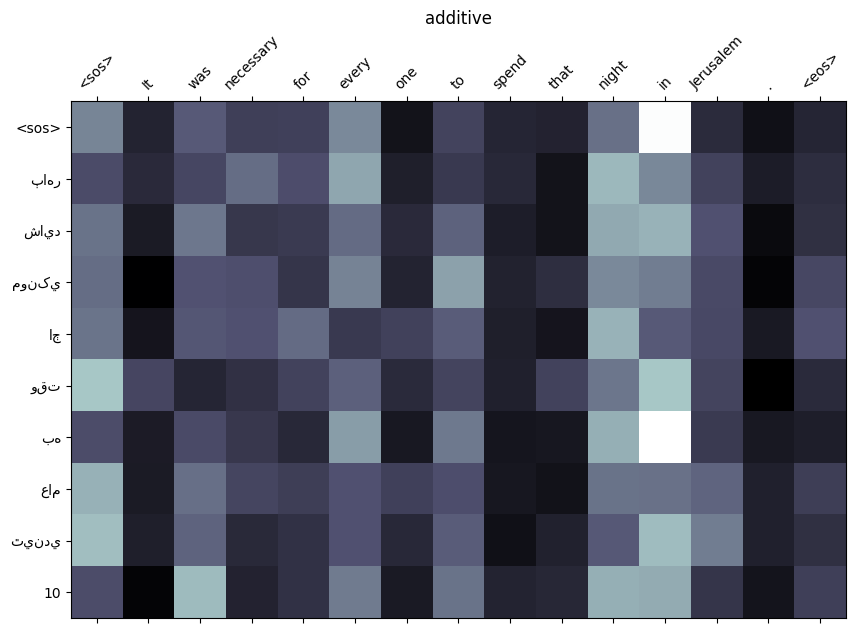 additive
<sos> It was necessary for every one to spend that night in Jerusalem . <eos>
<sos>
ٻاهر
شايد
مونکي
اڄ
وقت
به
عام
ٿيندي
10